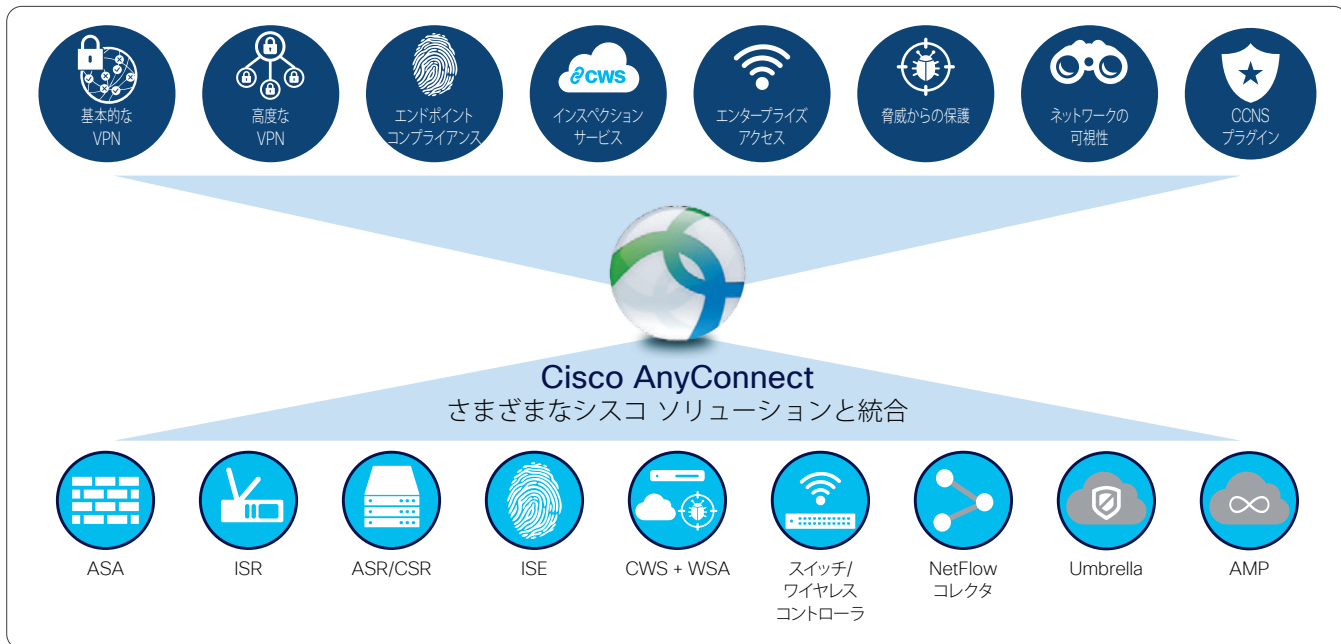 基本的な
VPN
高度な
VPN
エンドポイント
コンプライアンス
CWS
インスペクション
サービス
エンタープライズ
アクセス
脅威からの保護
ネットワークの
可視性
CCNS
プラグイン
Cisco AnyConnect
さまざまなシスコ ソリューションと統合
ASA
ISR
ASR/CSR
ISE
CWS + WSA
スイッチ/
ワイヤレス
コントローラ
NetFlow
コレクタ
Umbrella
AMP